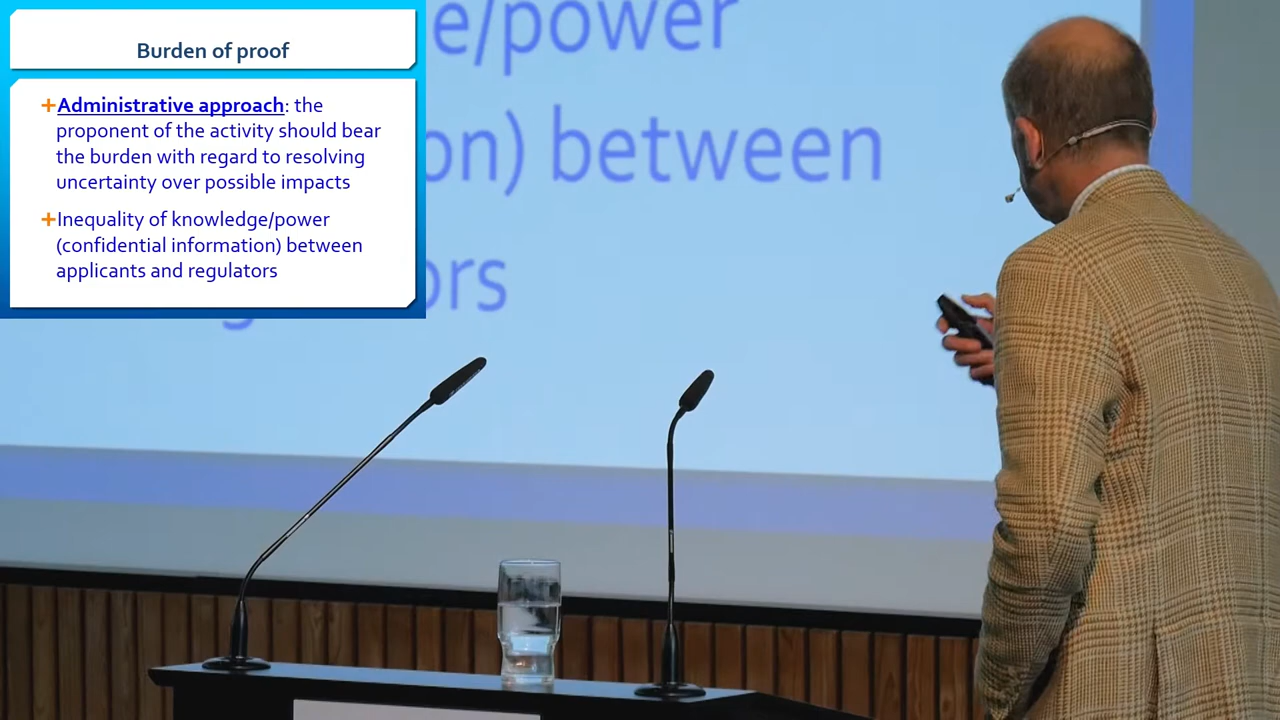 Burden of proof
+Administrative approach: the
proponent of the activity should bear
the burden with regard to resolving
uncertainty over possible impacts
+Inequality of knowledge/power
(confidential information) between
applicants and regulators
e/power
on) between
ors